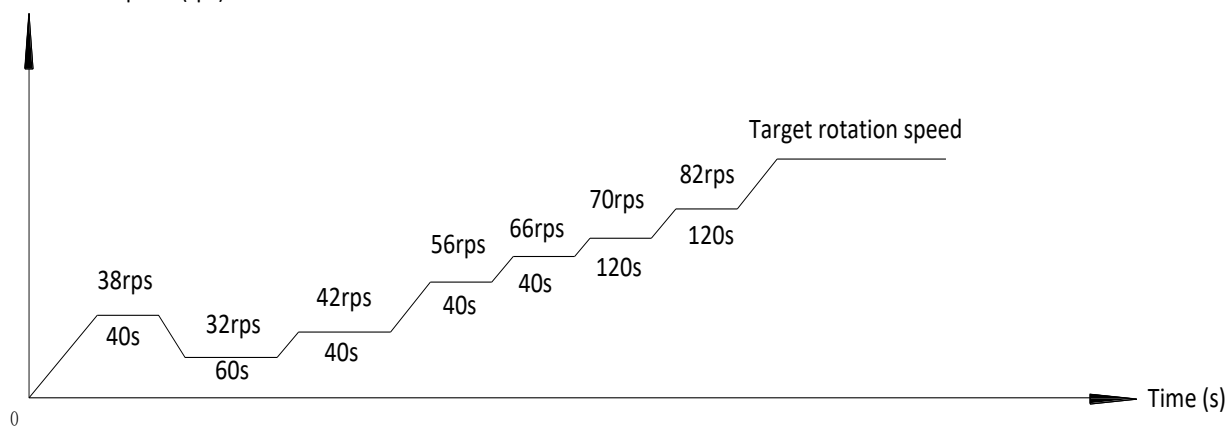 Target rotation speed
82rps
70rps
120s
66rps
120s
56rps
40s
42rps
40s
38rps
32rps
40s
40s
60s
Time (s)
0